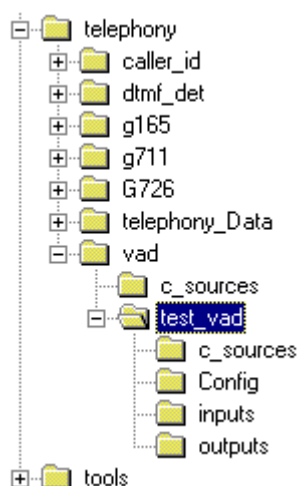 telephony
caller_id
dtmf_det
g165
g711
G726
telephony_Data
vad
c_sources
test_vad
c_sources
Config
inputs
outputs
tools